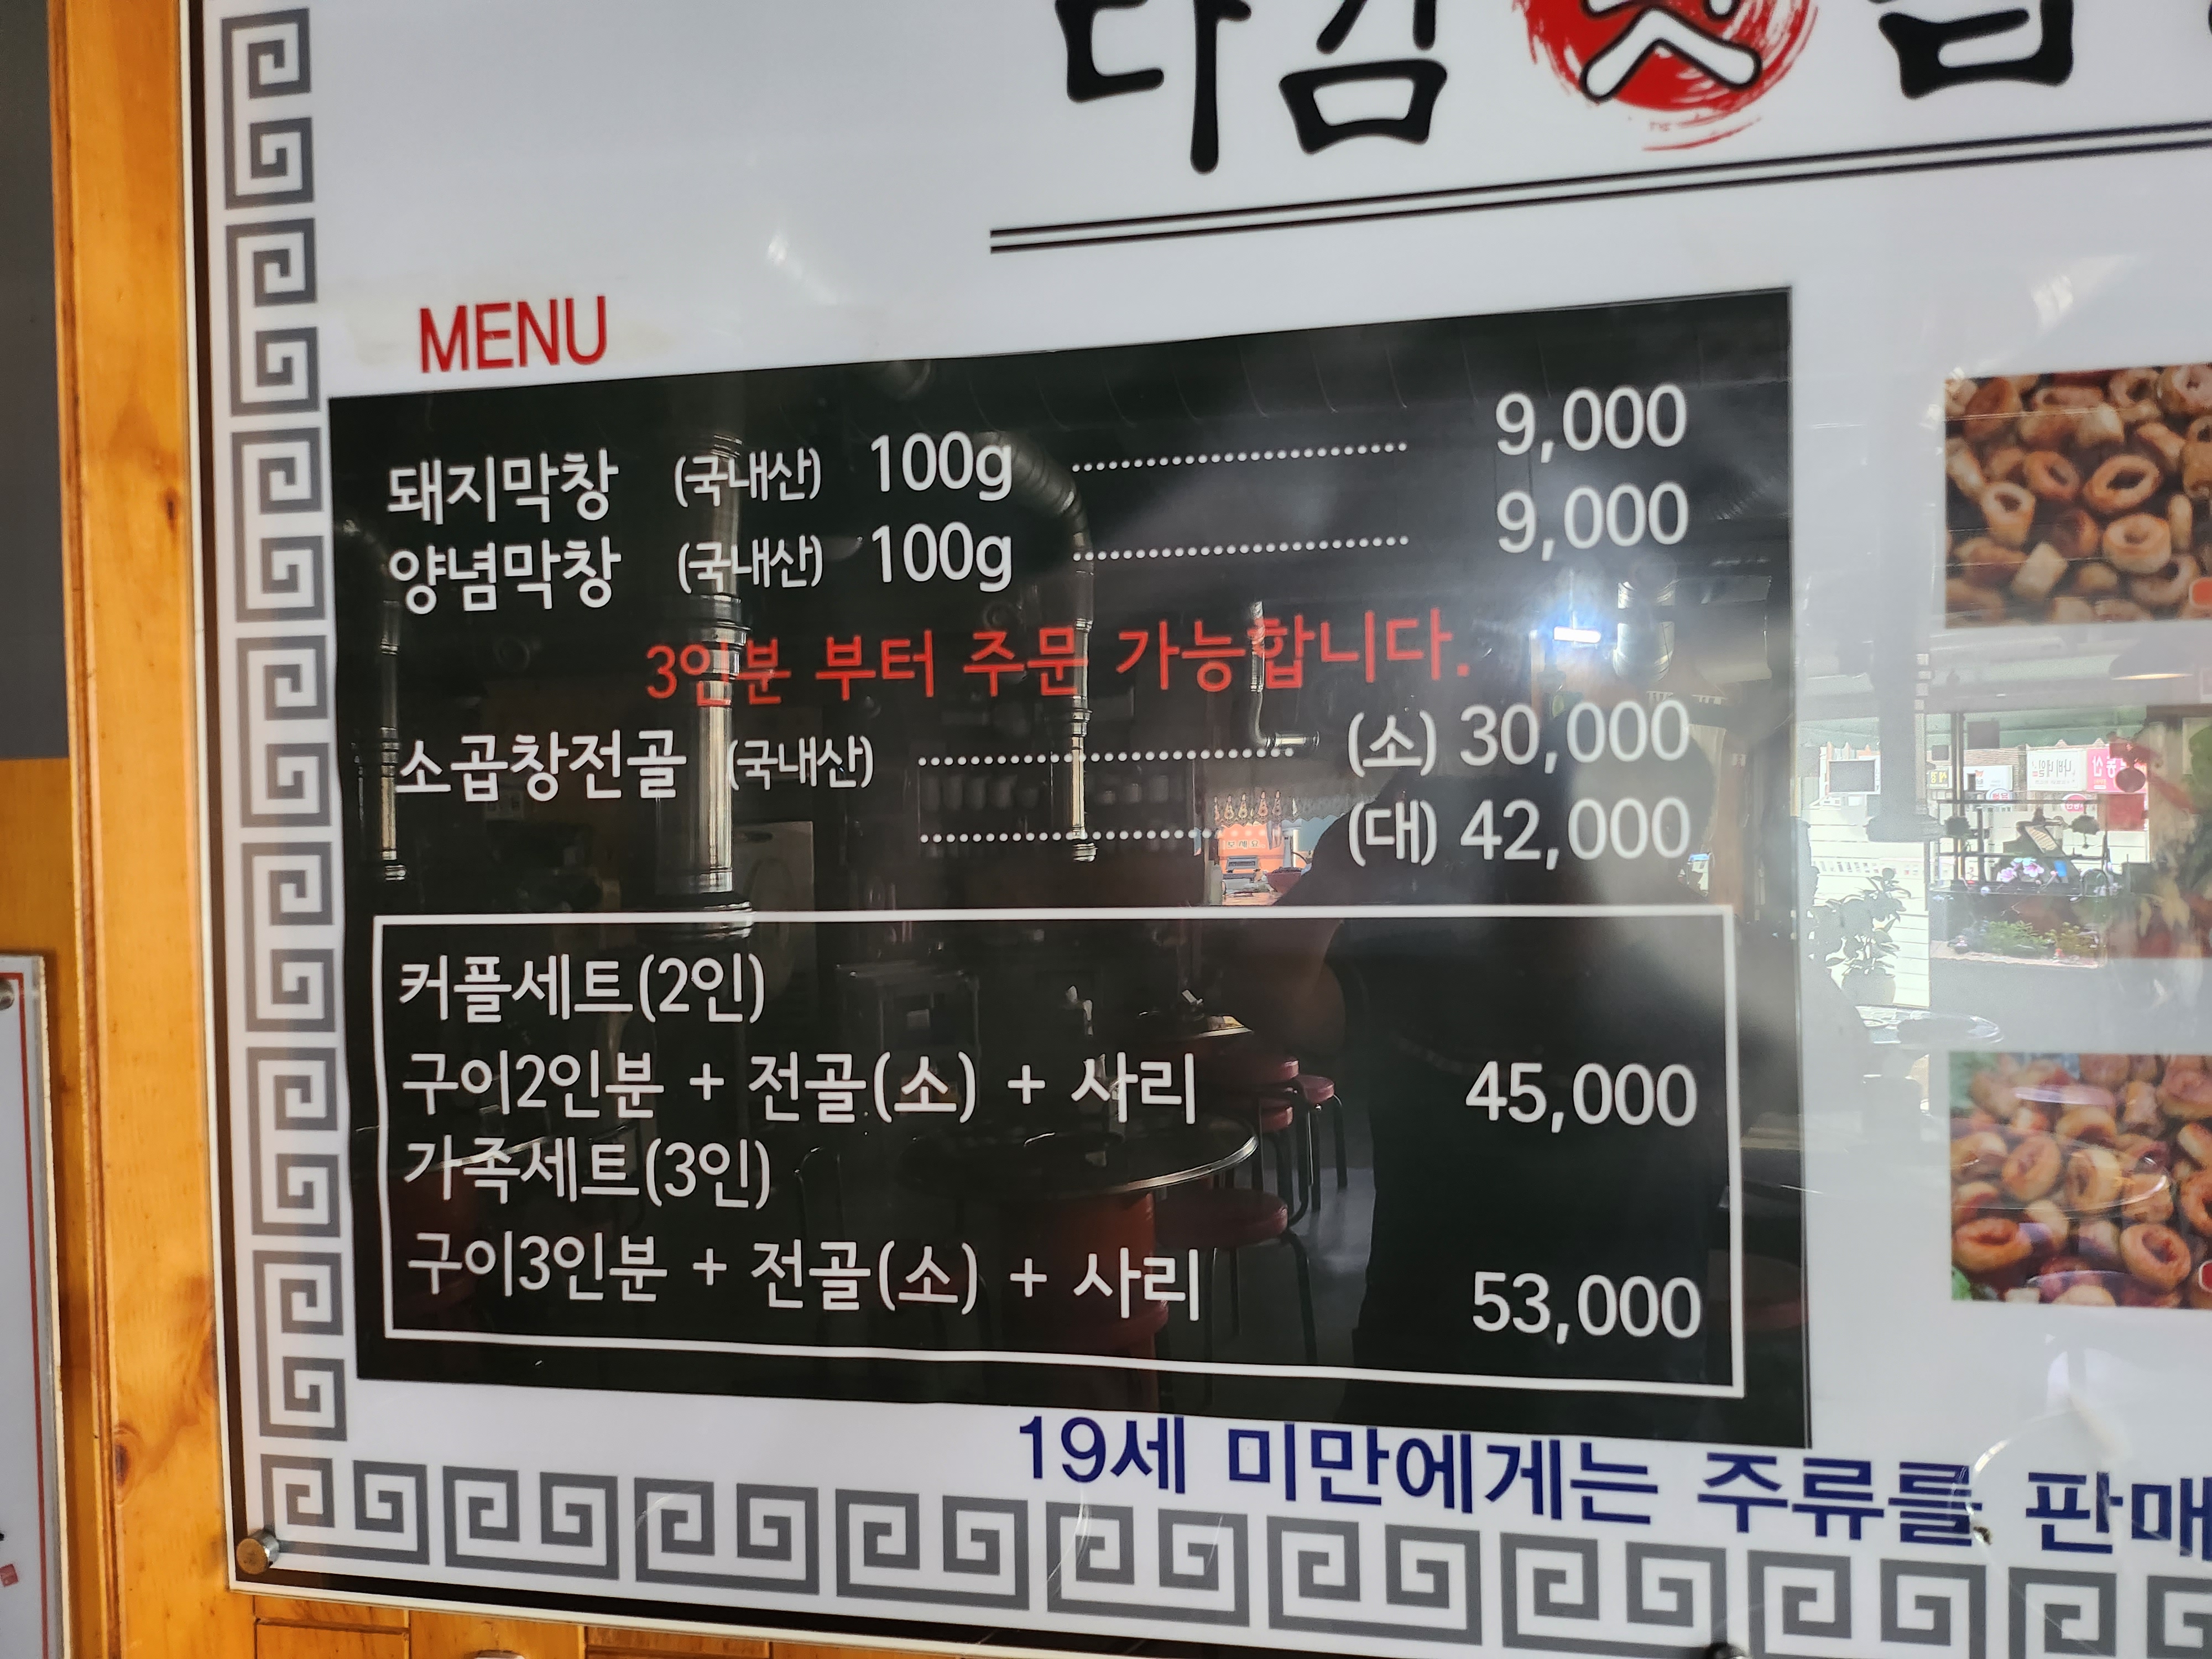 MENU
돼지막창 (국내산) 100g ........................... 9,000
양념막창 (국내산) 100g ........................... 9,000
3인분 부터 주문 가능합니다.
소곱창전골 (국내산) .............................. (소) 30,000
.............................. (대) 42,000
커플세트(2인)
구이2인분 + 전골(소) + 사리 45,000
가족세트(3인)
구이3인분 + 전골(소) + 사리 53,000
19세 미만에게는 주류를 판매